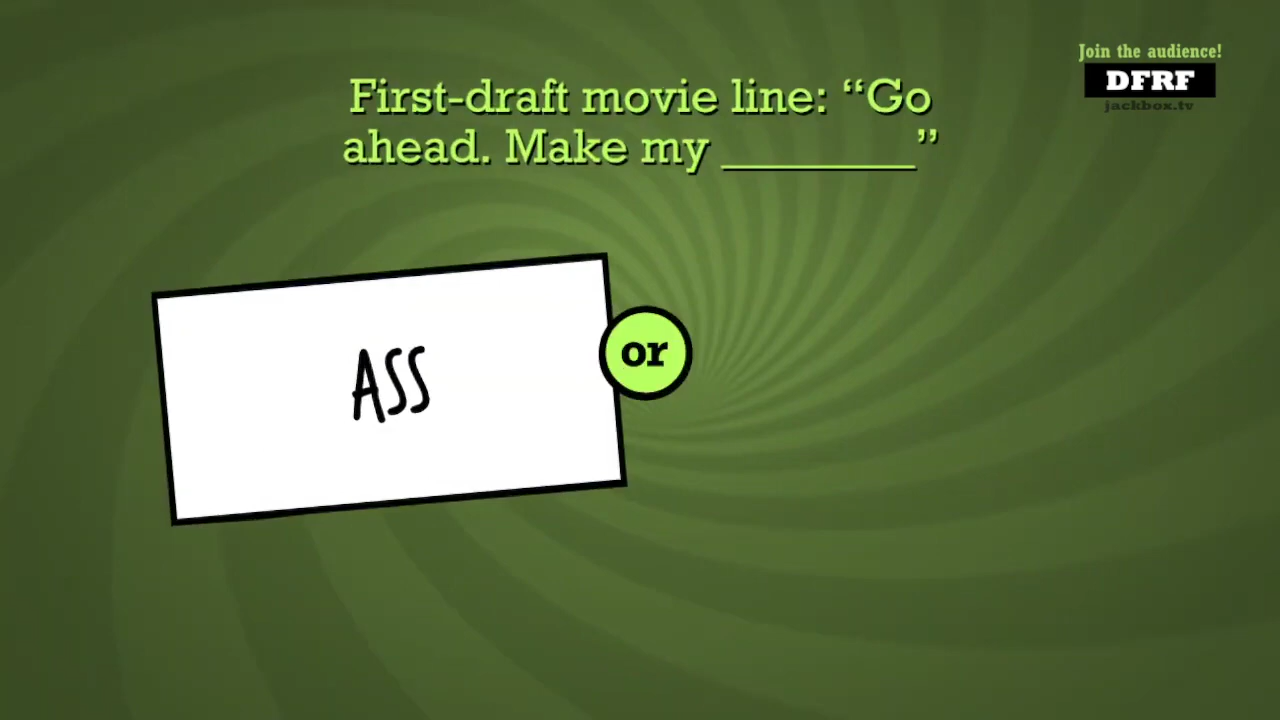 Join the audience!
DFRF
jackbox.tv
First-draft movie line: “Go
ahead. Make my ________”
ASS
or